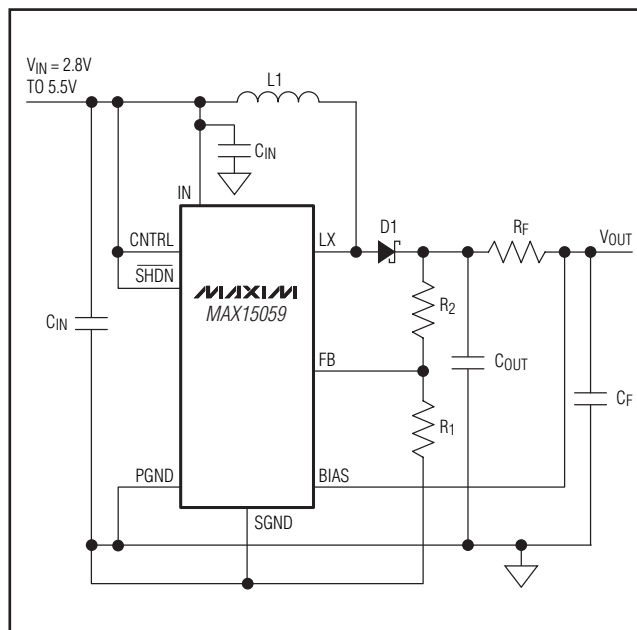 VIN = 2.8V
TO 5.5V
L1
CIN
IN
CNTRL
LX
D1
RF
VOUT
SHDN
MAXIM
MAX15059
R2
CIN
FB
COUT
CF
R1
PGND
BIAS
SGND